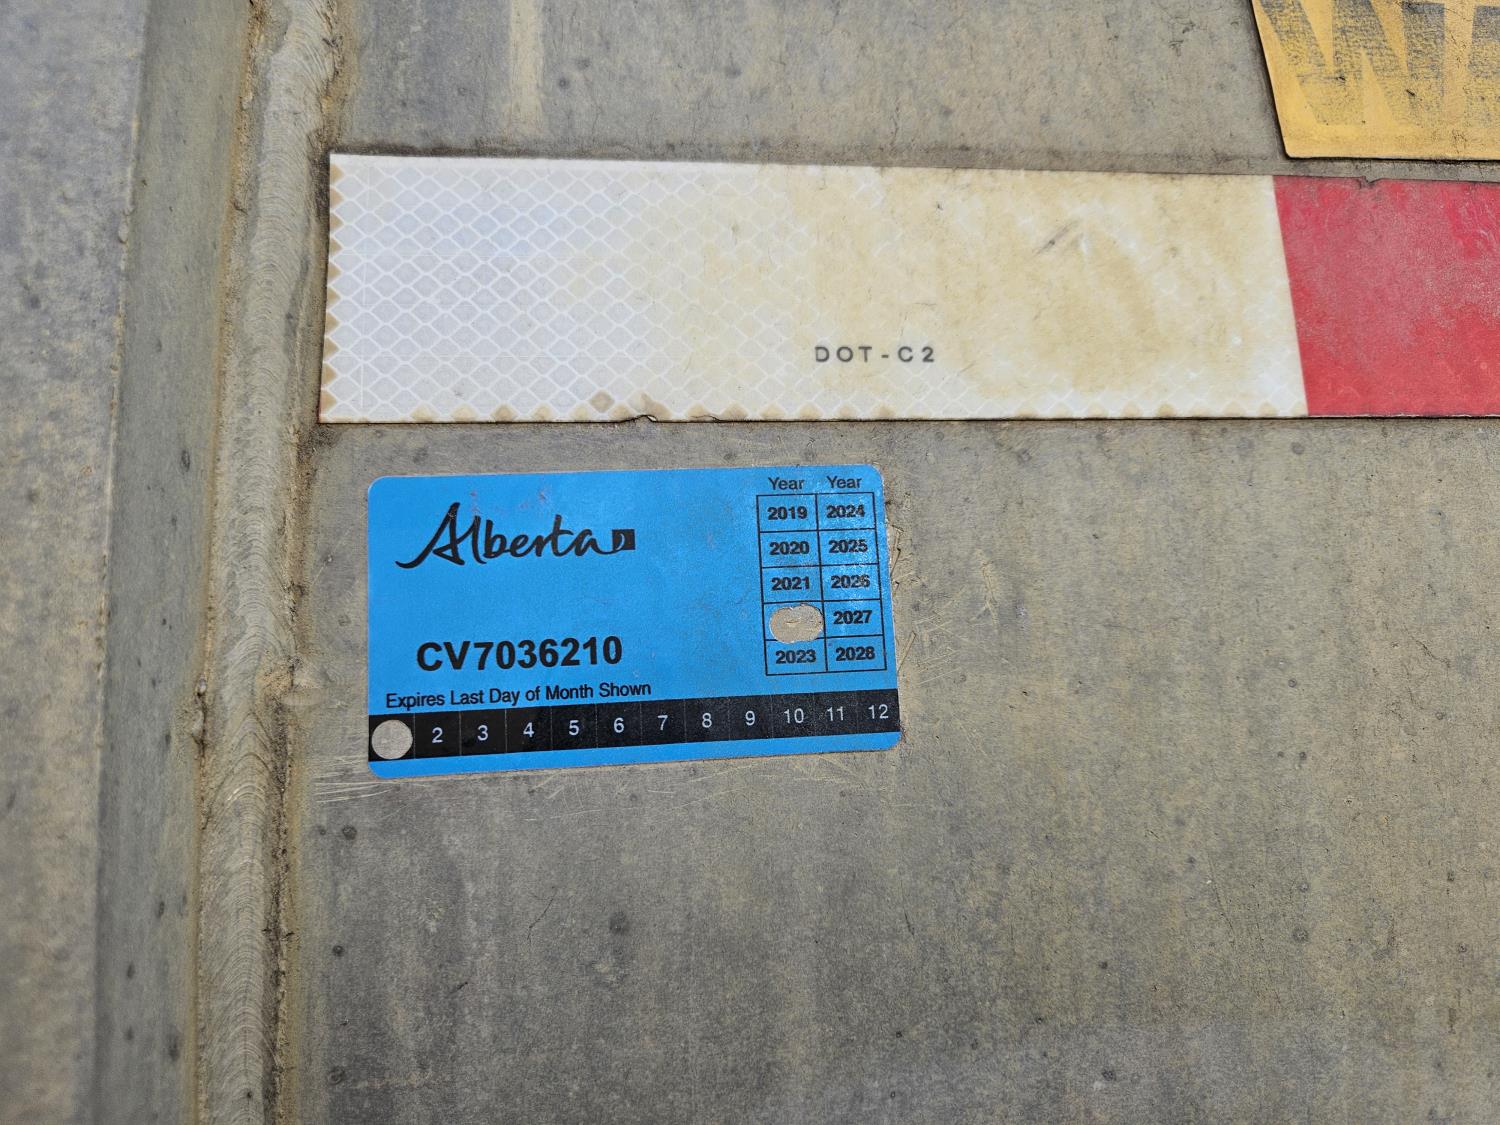 DOT-C2
Alberta
Year Year
2019 2024
2020 2025
2021 2026
2027
2023 2028
CV7036210
Expires Last Day of Month Shown
2 3 4 5 6 7 8 9 10 11 12